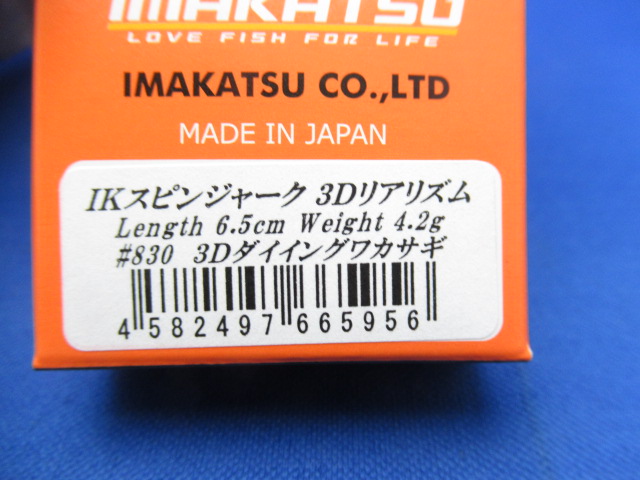 IMAKATSU
LOVE FISH FOR LIFE
IMAKATSU CO.,LTD
MADE IN JAPAN
IKスピンジャーク 3Dリアリズム
Length 6.5cm Weight 4.2g
#830 3Dダイイングワカサギ
4582497665956